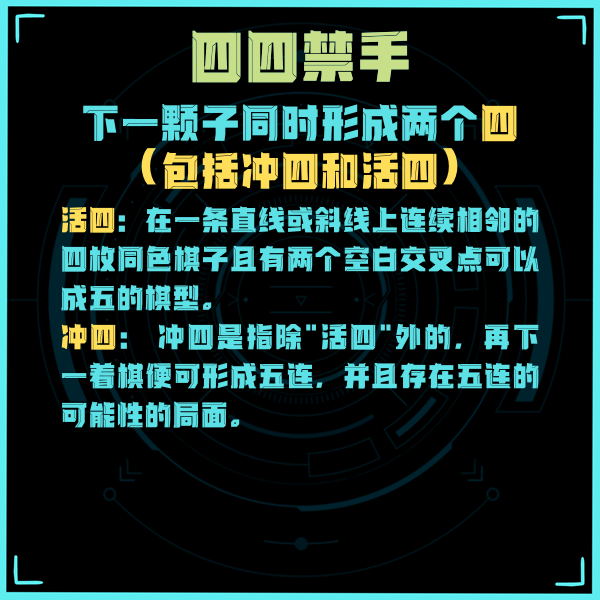 四四禁手
下一颗子同时形成两个四
（包括冲四和活四）
活四：在一条直线或斜线上连续相邻的
四枚同色棋子且有两个空白交叉点可以
成五的棋型。
冲四： 冲四是指除"活四"外的，再下
一着棋便可形成五连，并且存在五连的
可能性的局面。